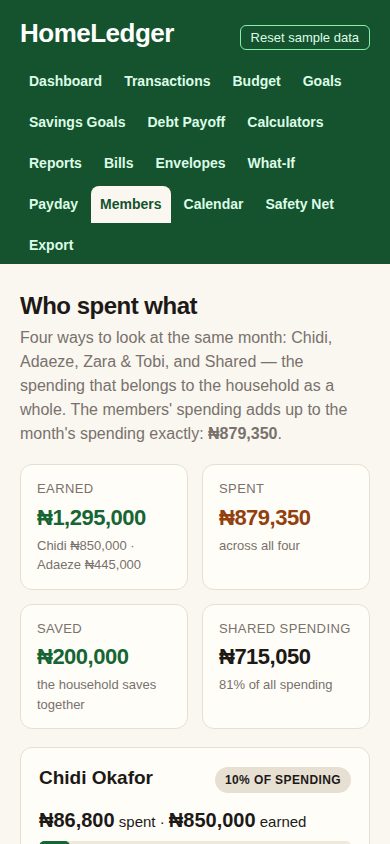 HomeLedger
Reset sample data
Dashboard Transactions Budget Goals
Savings Goals Debt Payoff Calculators
Reports Bills Envelopes What-If
Payday Members Calendar Safety Net
Export
Who spent what
Four ways to look at the same month: Chidi,
Adaeze, Zara & Tobi, and Shared — the
spending that belongs to the household as a
whole. The members' spending adds up to the
month's spending exactly: ₦879,350.
EARNED
₦1,295,000
Chidi ₦850,000 ·
Adaeze ₦445,000
SPENT
₦879,350
across all four
SAVED
₦200,000
the household saves
together
SHARED SPENDING
₦715,050
81% of all spending
Chidi Okafor
10% OF SPENDING
₦86,800 spent · ₦850,000 earned